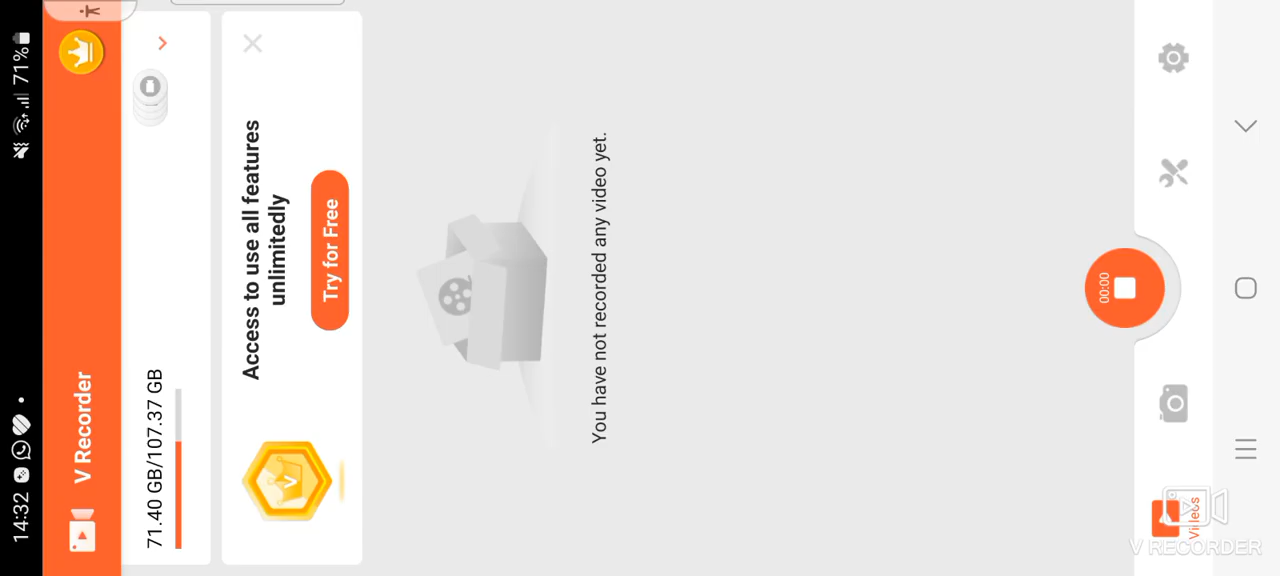 14:32
71%
V Recorder
71.40 GB/107.37 GB
Access to use all features
unlimitedly
Try for Free
V
You have not recorded any video yet.
00:00
Videos
V RECORDER